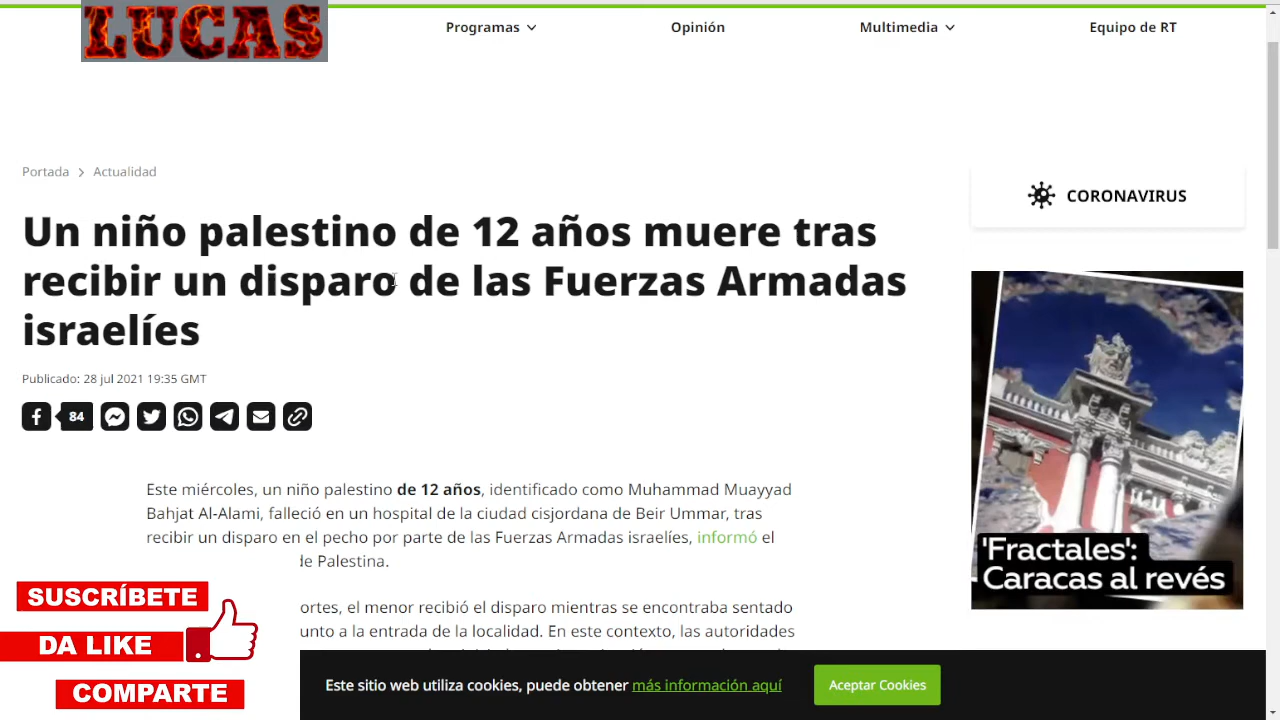 LUCAS
Programas
Opinión
Multimedia
Equipo de RT
Portada > Actualidad
CORONAVIRUS
Un niño palestino de 12 años muere tras
recibir un disparo de las Fuerzas Armadas
israelíes
Publicado: 28 jul 2021 19:35 GMT
84
Este miércoles, un niño palestino de 12 años, identificado como Muhammad Muayyad
Bahjat Al-Alami, falleció en un hospital de la ciudad cisjordana de Beir Ummar, tras
recibir un disparo en el pecho por parte de las Fuerzas Armadas israelíes, informó el
de Palestina.
ortes, el menor recibió el disparo mientras se encontraba sentado
unto a la entrada de la localidad. En este contexto, las autoridades
'Fractales':
Caracas al revés
SUSCRÍBETE
DA LIKE
COMPARTE
Este sitio web utiliza cookies, puede obtener más información aquí
Aceptar Cookies